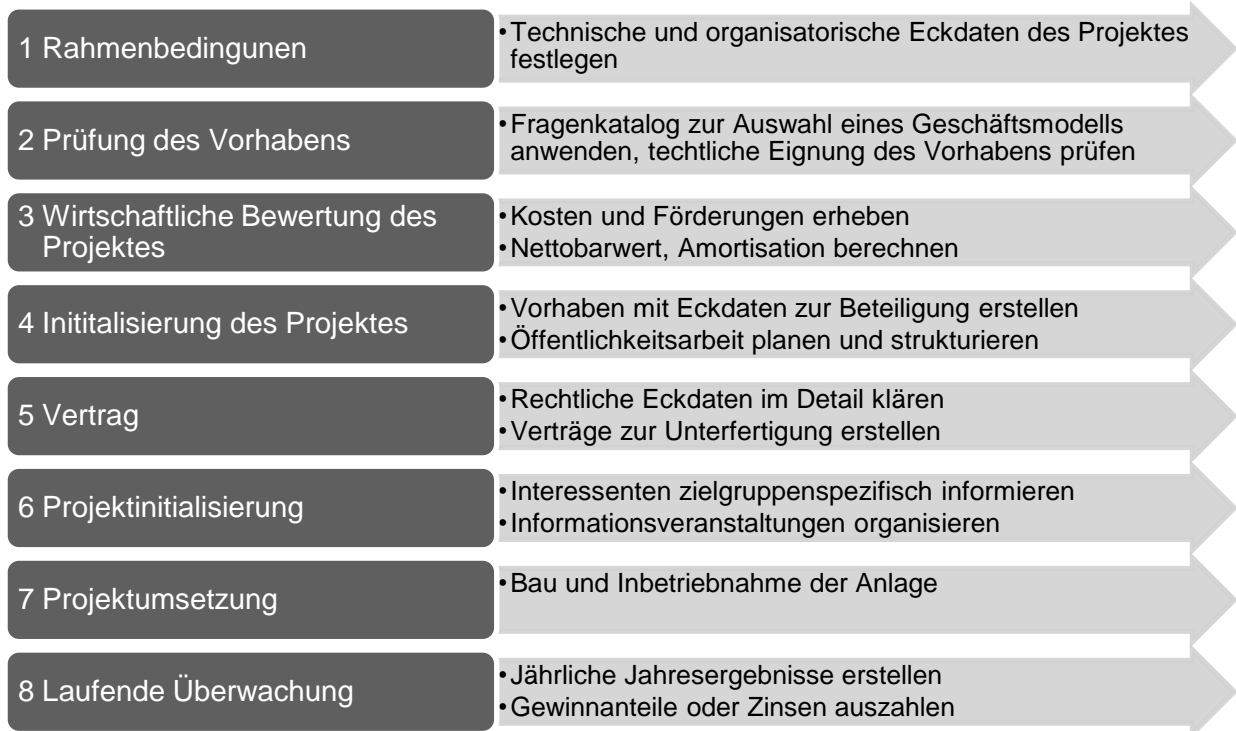 1 Rahmenbedingunen
•Technische und organisatorische Eckdaten des Projektes
festlegen
2 Prüfung des Vorhabens
•Fragenkatalog zur Auswahl eines Geschäftsmodells
anwenden, techtliche Eignung des Vorhabens prüfen
3 Wirtschaftliche Bewertung des
Projektes
•Kosten und Förderungen erheben
•Nettobarwert, Amortisation berechnen
4 Inititalisierung des Projektes
•Vorhaben mit Eckdaten zur Beteiligung erstellen
•Öffentlichkeitsarbeit planen und strukturieren
5 Vertrag
•Rechtliche Eckdaten im Detail klären
•Verträge zur Unterfertigung erstellen
6 Projektinitialisierung
•Interessenten zielgruppenspezifisch informieren
•Informationsveranstaltungen organisieren
7 Projektumsetzung
•Bau und Inbetriebnahme der Anlage
8 Laufende Überwachung
•Jährliche Jahresergebnisse erstellen
•Gewinnanteile oder Zinsen auszahlen